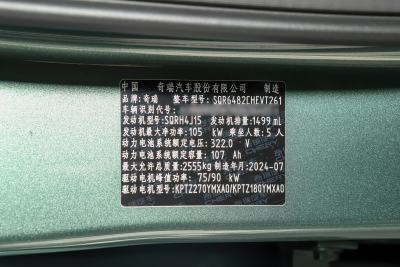 中国 奇瑞汽车股份有限公司 制造
品牌：奇瑞 整车型号：SQR6482CHEVT261
车辆识别代号：
发动机型号：SQRH4J15 发动机排量：1499 mL
发动机最大净功率：105 kW 乘坐人数：5 人
动力电池系统额定电压：322.0 V
动力电池系统额定容量：107 Ah
最大允许总质量：2555kg 制造年月：2024-07
驱动电机峰值功率：75/90 kW
驱动电机型号：KPTZ270YMXA0/KPTZ180YMXA0